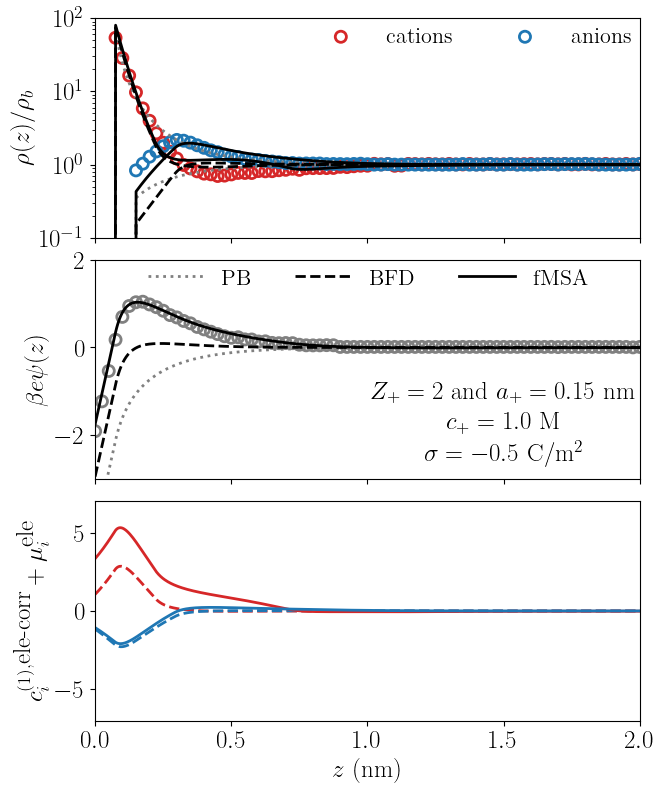 10²
cations anions
10¹
ρ(z)/ρ_b
10⁰
10⁻¹
2
PB BFD fMSA
βeψ(z)
0
Z₊ = 2 and a₊ = 0.15 nm
c₊ = 1.0 M
−2
σ = −0.5 C/m²
5
c_i^{(1),ele-corr} + μ_i^{ele}
0
−5
0.0 0.5 1.0 1.5 2.0
z (nm)